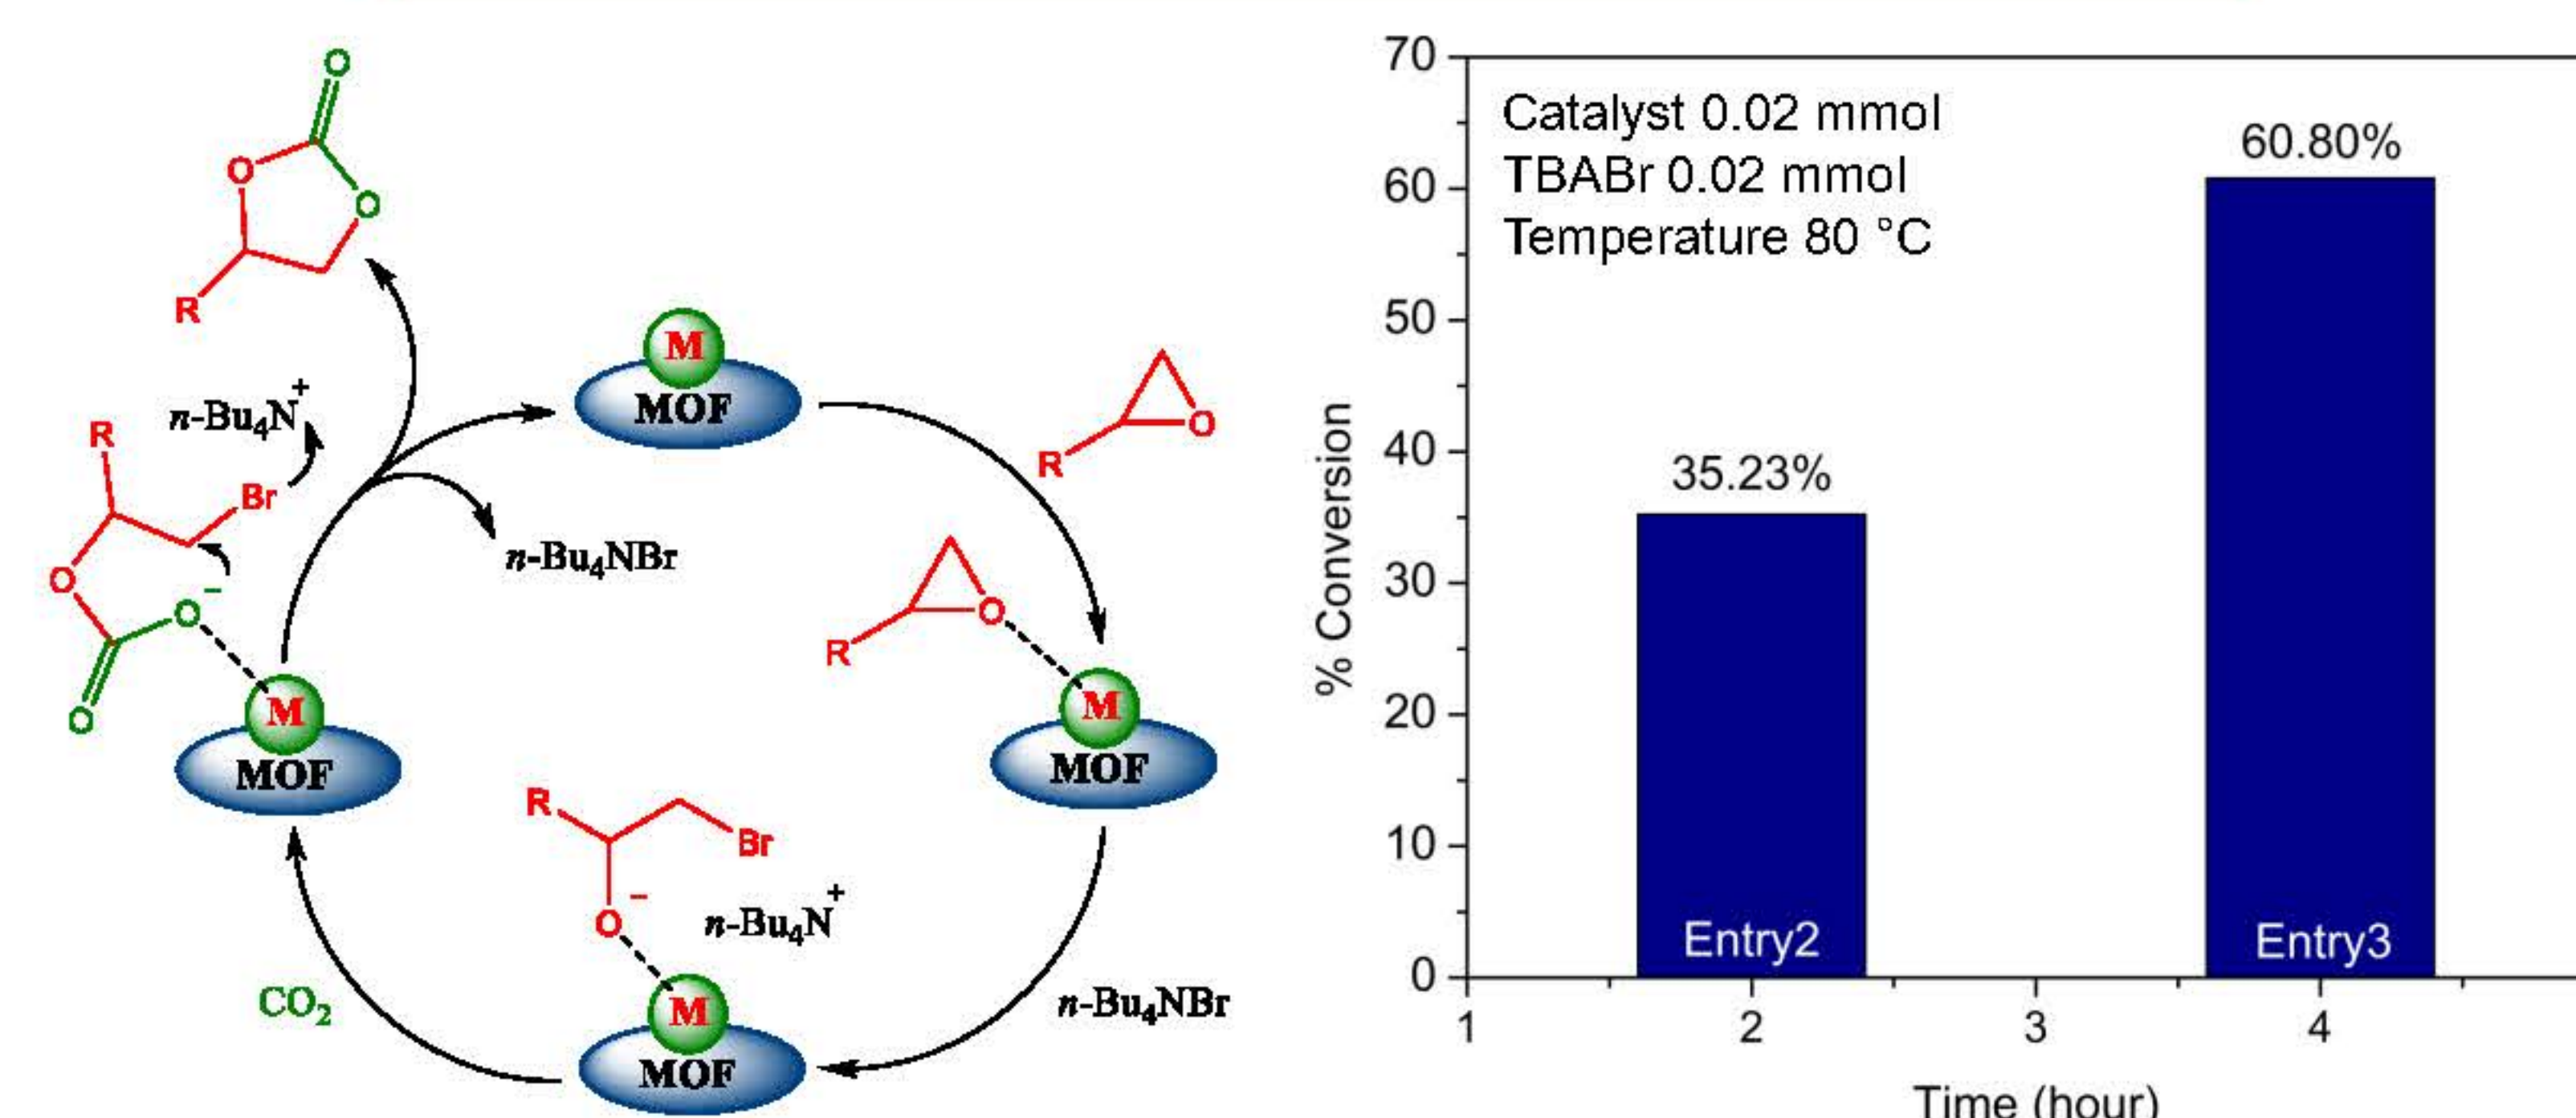 O
O
O
R
n-Bu₄N⁺
R
Br
O
O⁻
O
M
MOF
M
MOF
n-Bu₄NBr
R
O
R
O
M
MOF
n-Bu₄NBr
R
Br
O⁻
n-Bu₄N⁺
M
MOF
CO₂
70
60
50
40
30
20
10
0
% Conversion
Catalyst 0.02 mmol
TBABr 0.02 mmol
Temperature 80 °C
35.23%
60.80%
Entry2
Entry3
1
2
3
4
Time (hour)